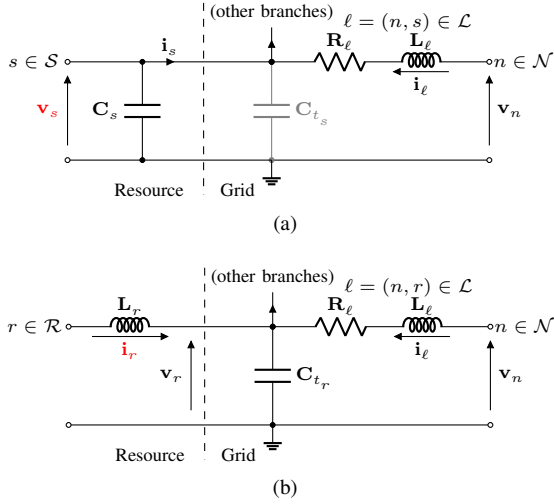 (other branches)
ℓ = (n, s) ∈ 𝓛
R_ℓ L_ℓ
s ∈ 𝒮 i_s n ∈ 𝒩
i_ℓ
v_s C_s C_{t_s} v_n
Resource Grid
(a)
(other branches)
ℓ = (n, r) ∈ 𝓛
L_r R_ℓ L_ℓ
r ∈ ℛ n ∈ 𝒩
i_r i_ℓ
v_r C_{t_r} v_n
Resource Grid
(b)